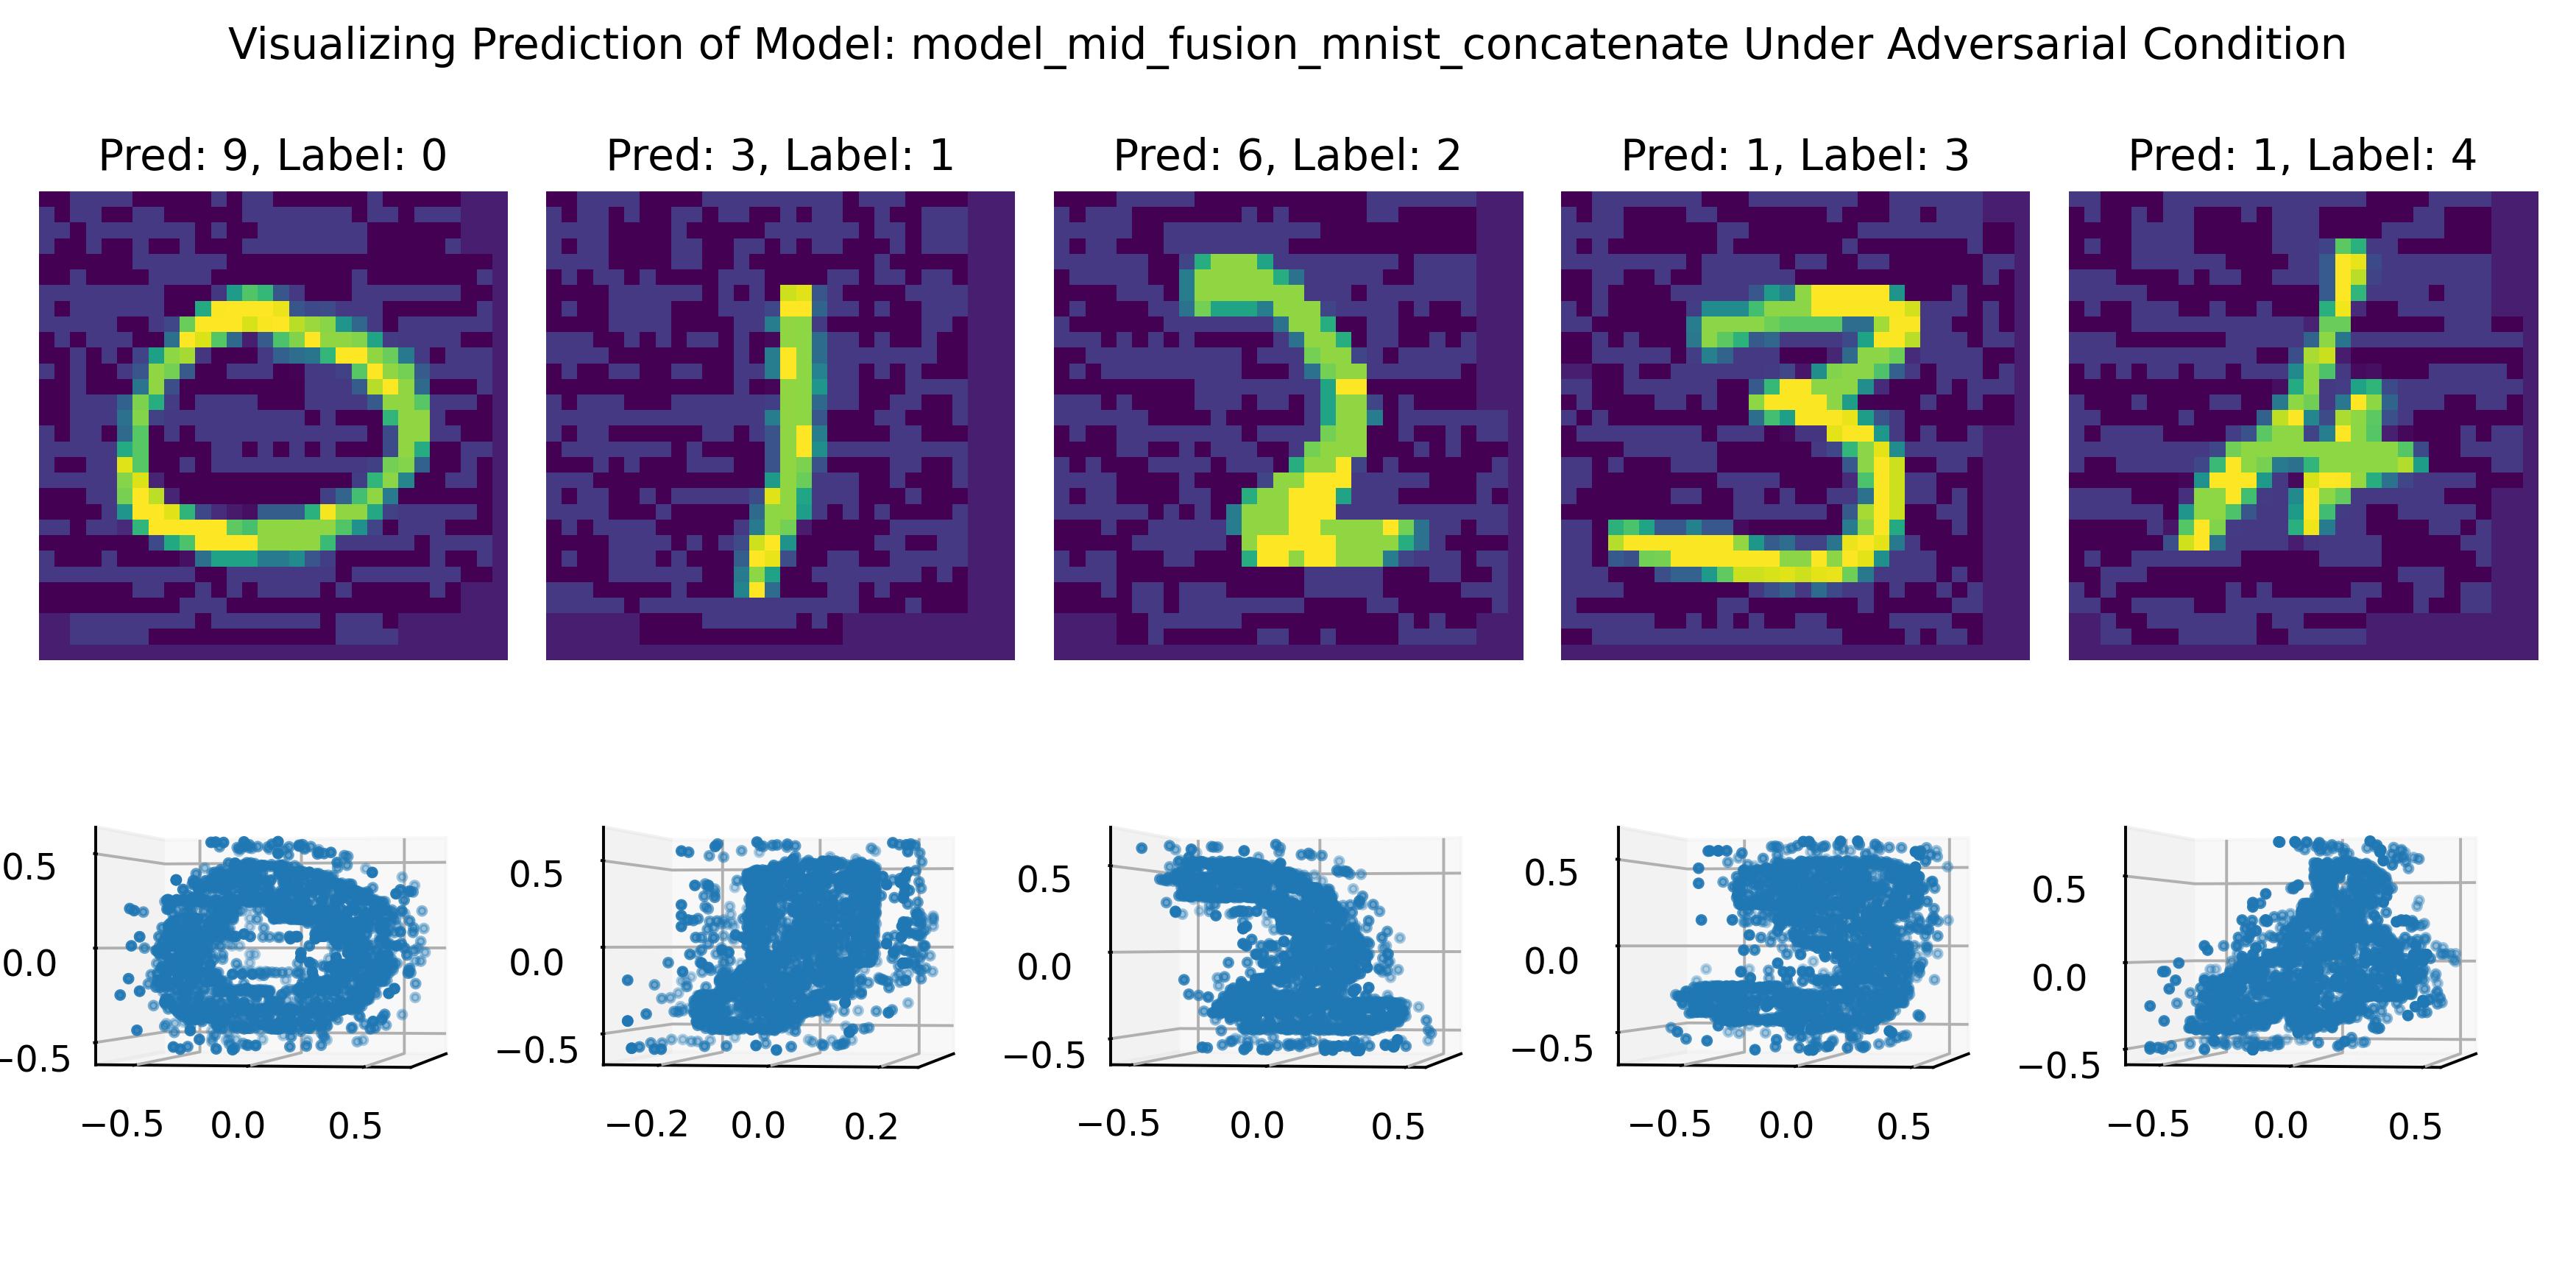 Visualizing Prediction of Model: model_mid_fusion_mnist_concatenate Under Adversarial Condition
Pred: 9, Label: 0
Pred: 3, Label: 1
Pred: 6, Label: 2
Pred: 1, Label: 3
Pred: 1, Label: 4
0.5
0.0
−0.5
−0.5 0.0 0.5
0.5
0.0
−0.5
−0.2 0.0 0.2
0.5
0.0
−0.5
−0.5 0.0 0.5
0.5
0.0
−0.5
−0.5 0.0 0.5
0.5
0.0
−0.5
−0.5 0.0 0.5